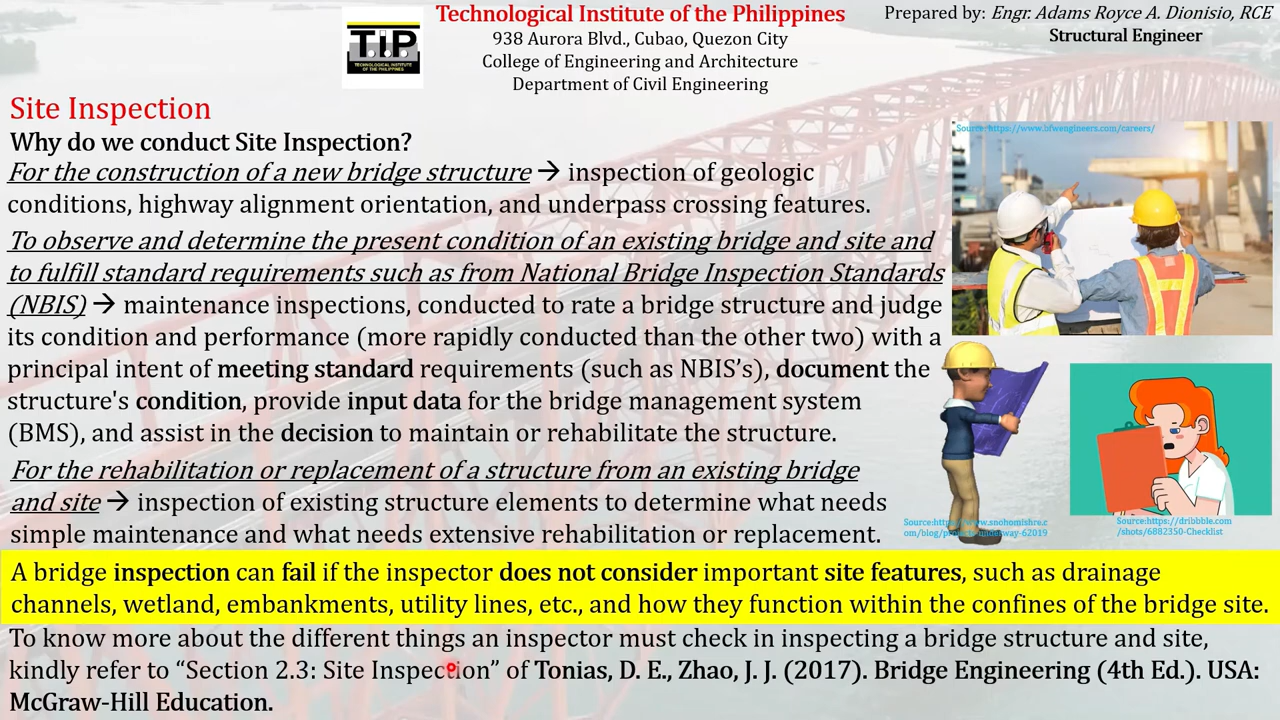 TiP
TECHNOLOGICAL INSTITUTE
OF THE PHILIPPINES
Technological Institute of the Philippines
938 Aurora Blvd., Cubao, Quezon City
College of Engineering and Architecture
Department of Civil Engineering
Prepared by: Engr. Adams Royce A. Dionisio, RCE
Structural Engineer
Site Inspection
Why do we conduct Site Inspection?
For the construction of a new bridge structure → inspection of geologic
conditions, highway alignment orientation, and underpass crossing features.
To observe and determine the present condition of an existing bridge and site and
to fulfill standard requirements such as from National Bridge Inspection Standards
(NBIS) → maintenance inspections, conducted to rate a bridge structure and judge
its condition and performance (more rapidly conducted than the other two) with a
principal intent of meeting standard requirements (such as NBIS's), document the
structure's condition, provide input data for the bridge management system
(BMS), and assist in the decision to maintain or rehabilitate the structure.
For the rehabilitation or replacement of a structure from an existing bridge
and site → inspection of existing structure elements to determine what needs
simple maintenance and what needs extensive rehabilitation or replacement.
Source: https://www.bfwengineers.com/careers/
Source:https://www.snohomishre.c
Source:https://dribbble.com
/shots/6882350-Checklist
A bridge inspection can fail if the inspector does not consider important site features, such as drainage
channels, wetland, embankments, utility lines, etc., and how they function within the confines of the bridge site.
To know more about the different things an inspector must check in inspecting a bridge structure and site,
kindly refer to “Section 2.3: Site Inspection” of Tonias, D. E., Zhao, J. J. (2017). Bridge Engineering (4th Ed.). USA:
McGraw-Hill Education.